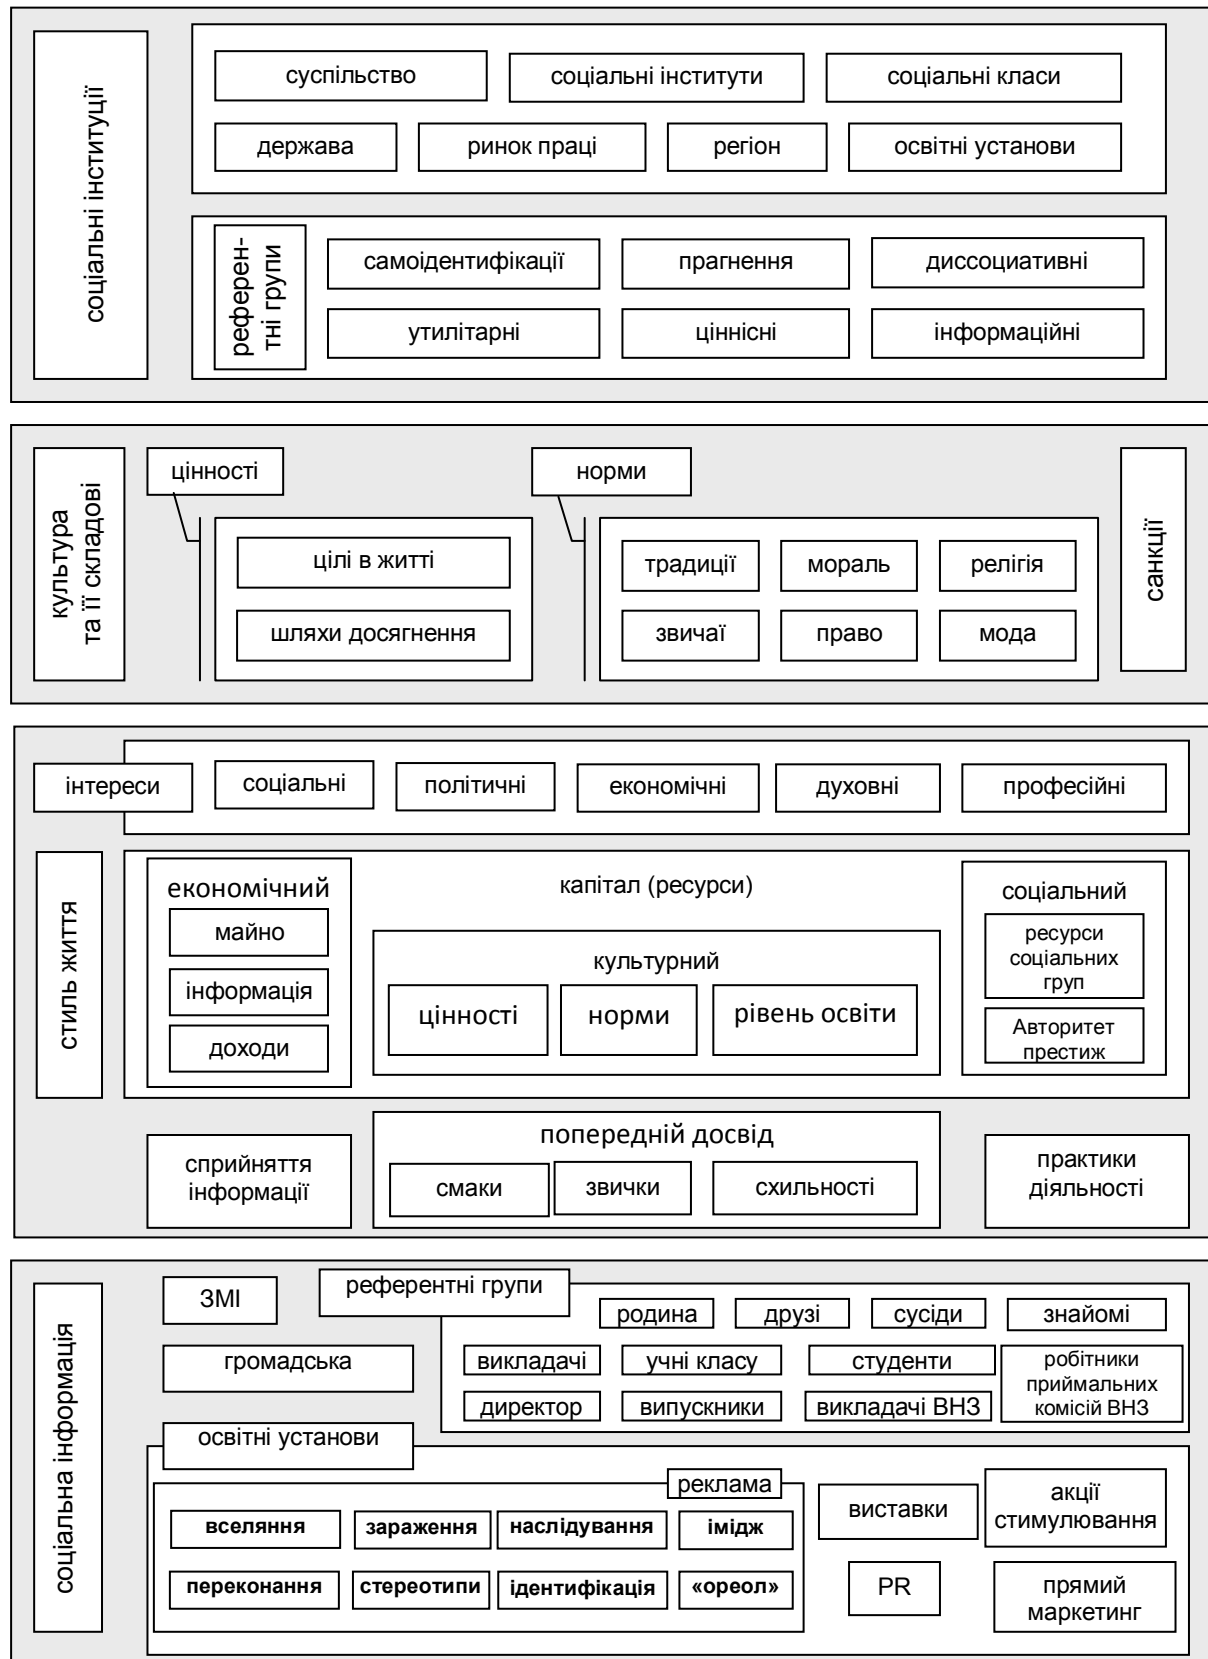 соціальні інституції
суспільство
соціальні інститути
соціальні класи
держава
ринок праці
регіон
освітні установи
референ-
тні групи
самоідентифікації
прагнення
диссоциативні
утилітарні
ціннісні
інформаційні
культура
та її складові
цінності
норми
санкції
цілі в житті
шляхи досягнення
традиції
мораль
релігія
звичаї
право
мода
інтереси
соціальні
політичні
економічні
духовні
професійні
стиль життя
економічний
майно
інформація
доходи
капітал (ресурси)
культурний
цінності
норми
рівень освіти
соціальний
ресурси
соціальних
груп
Авторитет
престиж
сприйняття
інформації
попередній досвід
смаки
звички
схильності
практики
діяльності
соціальна інформація
ЗМІ
референтні групи
родина
друзі
сусіди
знайомі
громадська
викладачі
учні класу
студенти
робітники
приймальних
комісій ВНЗ
директор
випускники
викладачі ВНЗ
освітні установи
реклама
вселяння
зараження
наслідування
імідж
переконання
стереотипи
ідентифікація
«ореол»
виставки
акції
стимулювання
PR
прямий
маркетинг